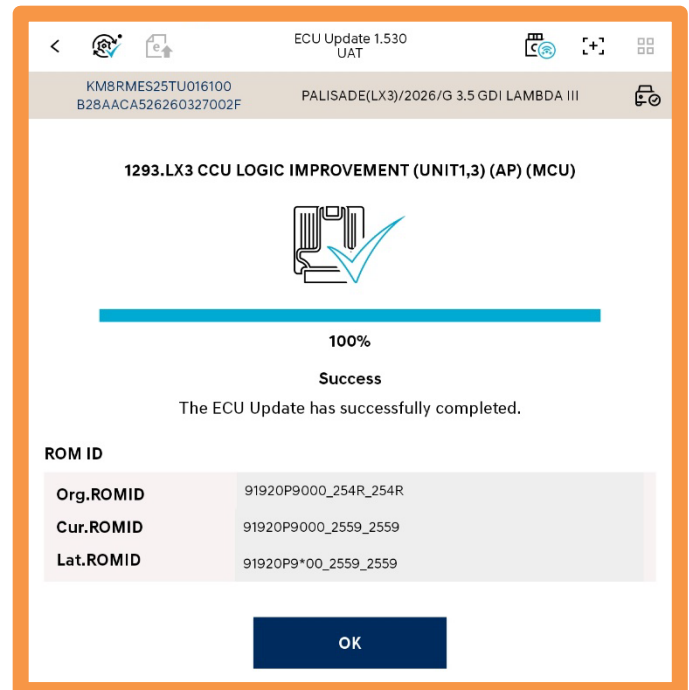 ECU Update 1.530
UAT
KM8RMES25TU016100
B28AACA526260327002F
PALISADE(LX3)/2026/G 3.5 GDI LAMBDA III
1293.LX3 CCU LOGIC IMPROVEMENT (UNIT1,3) (AP) (MCU)
100%
Success
The ECU Update has successfully completed.
ROM ID
Org.ROMID 91920P9000_254R_254R
Cur.ROMID 91920P9000_2559_2559
Lat.ROMID 91920P9*00_2559_2559
OK